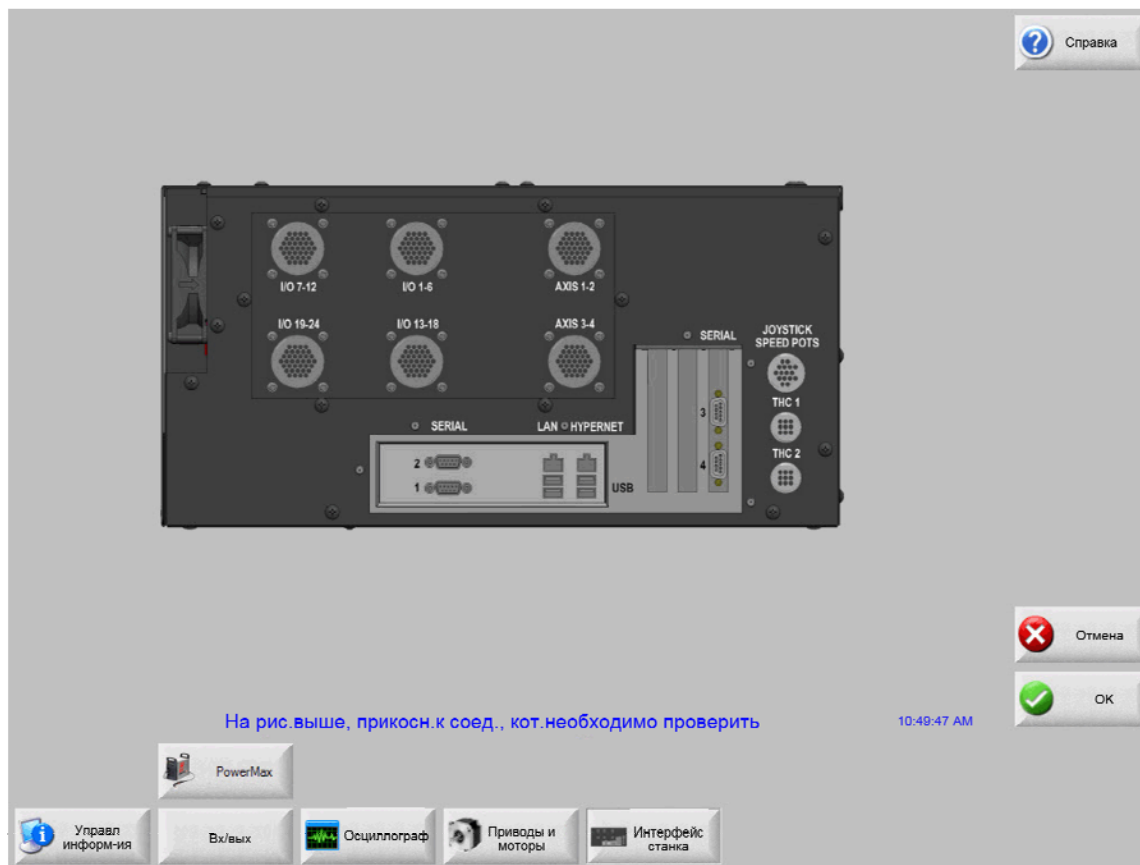 Справка
I/O 7-12
I/O 1-6
AXIS 1-2
I/O 19-24
I/O 13-18
AXIS 3-4
SERIAL
JOYSTICK
SPEED POTS
THC 1
3
SERIAL
LAN
HYPERNET
THC 2
2
4
1
USB
Отмена
OK
На рис.выше, прикосн.к соед., кот.необходимо проверить
10:49:47 AM
PowerMax
Управл
информ-ия
Вх/вых
Осциллограф
Приводы и
моторы
Интерфейс
станка